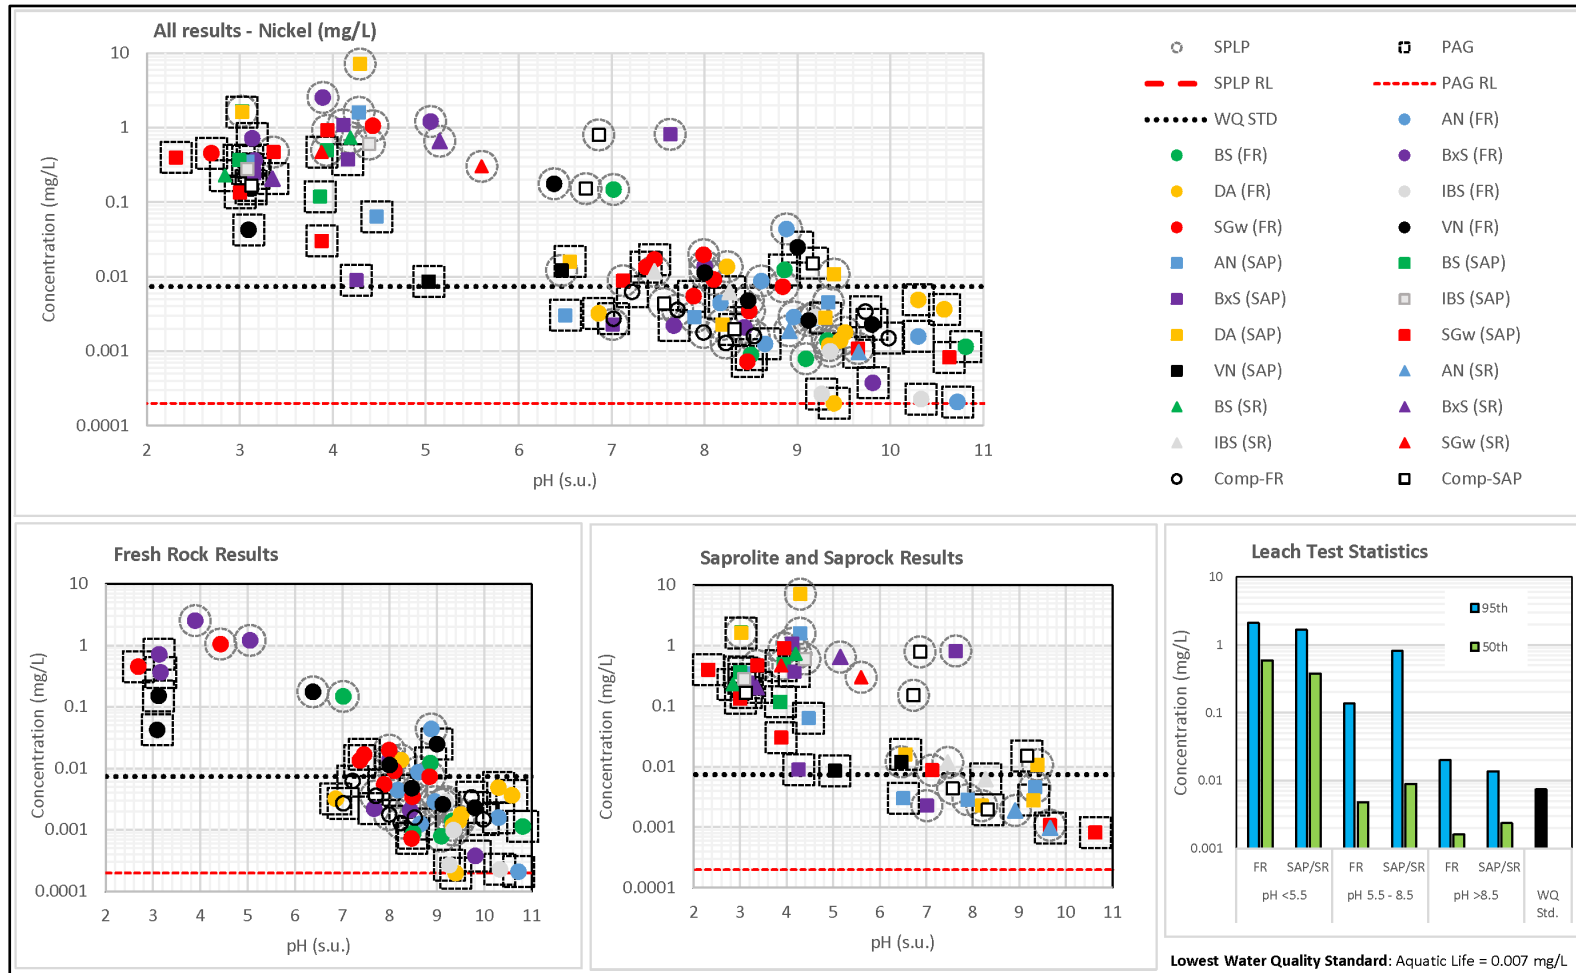 All results - Nickel (mg/L)
Concentration (mg/L)
10
1
0.1
0.01
0.001
0.0001
2 3 4 5 6 7 8 9 10 11
pH (s.u.)
SPLP PAG
SPLP RL PAG RL
WQ STD AN (FR)
BS (FR) BxS (FR)
DA (FR) IBS (FR)
SGw (FR) VN (FR)
AN (SAP) BS (SAP)
BxS (SAP) IBS (SAP)
DA (SAP) SGw (SAP)
VN (SAP) AN (SR)
BS (SR) BxS (SR)
IBS (SR) SGw (SR)
Comp-FR Comp-SAP
Fresh Rock Results
Concentration (mg/L)
10
1
0.1
0.01
0.001
0.0001
2 3 4 5 6 7 8 9 10 11
pH (s.u.)
Saprolite and Saprock Results
Concentration (mg/L)
10
1
0.1
0.01
0.001
0.0001
2 3 4 5 6 7 8 9 10 11
pH (s.u.)
Leach Test Statistics
Concentration (mg/L)
10
1
0.1
0.01
0.001
95th
50th
FR SAP/SR FR SAP/SR FR SAP/SR
pH <5.5 pH 5.5 - 8.5 pH >8.5 WQ
Std.
Lowest Water Quality Standard: Aquatic Life = 0.007 mg/L